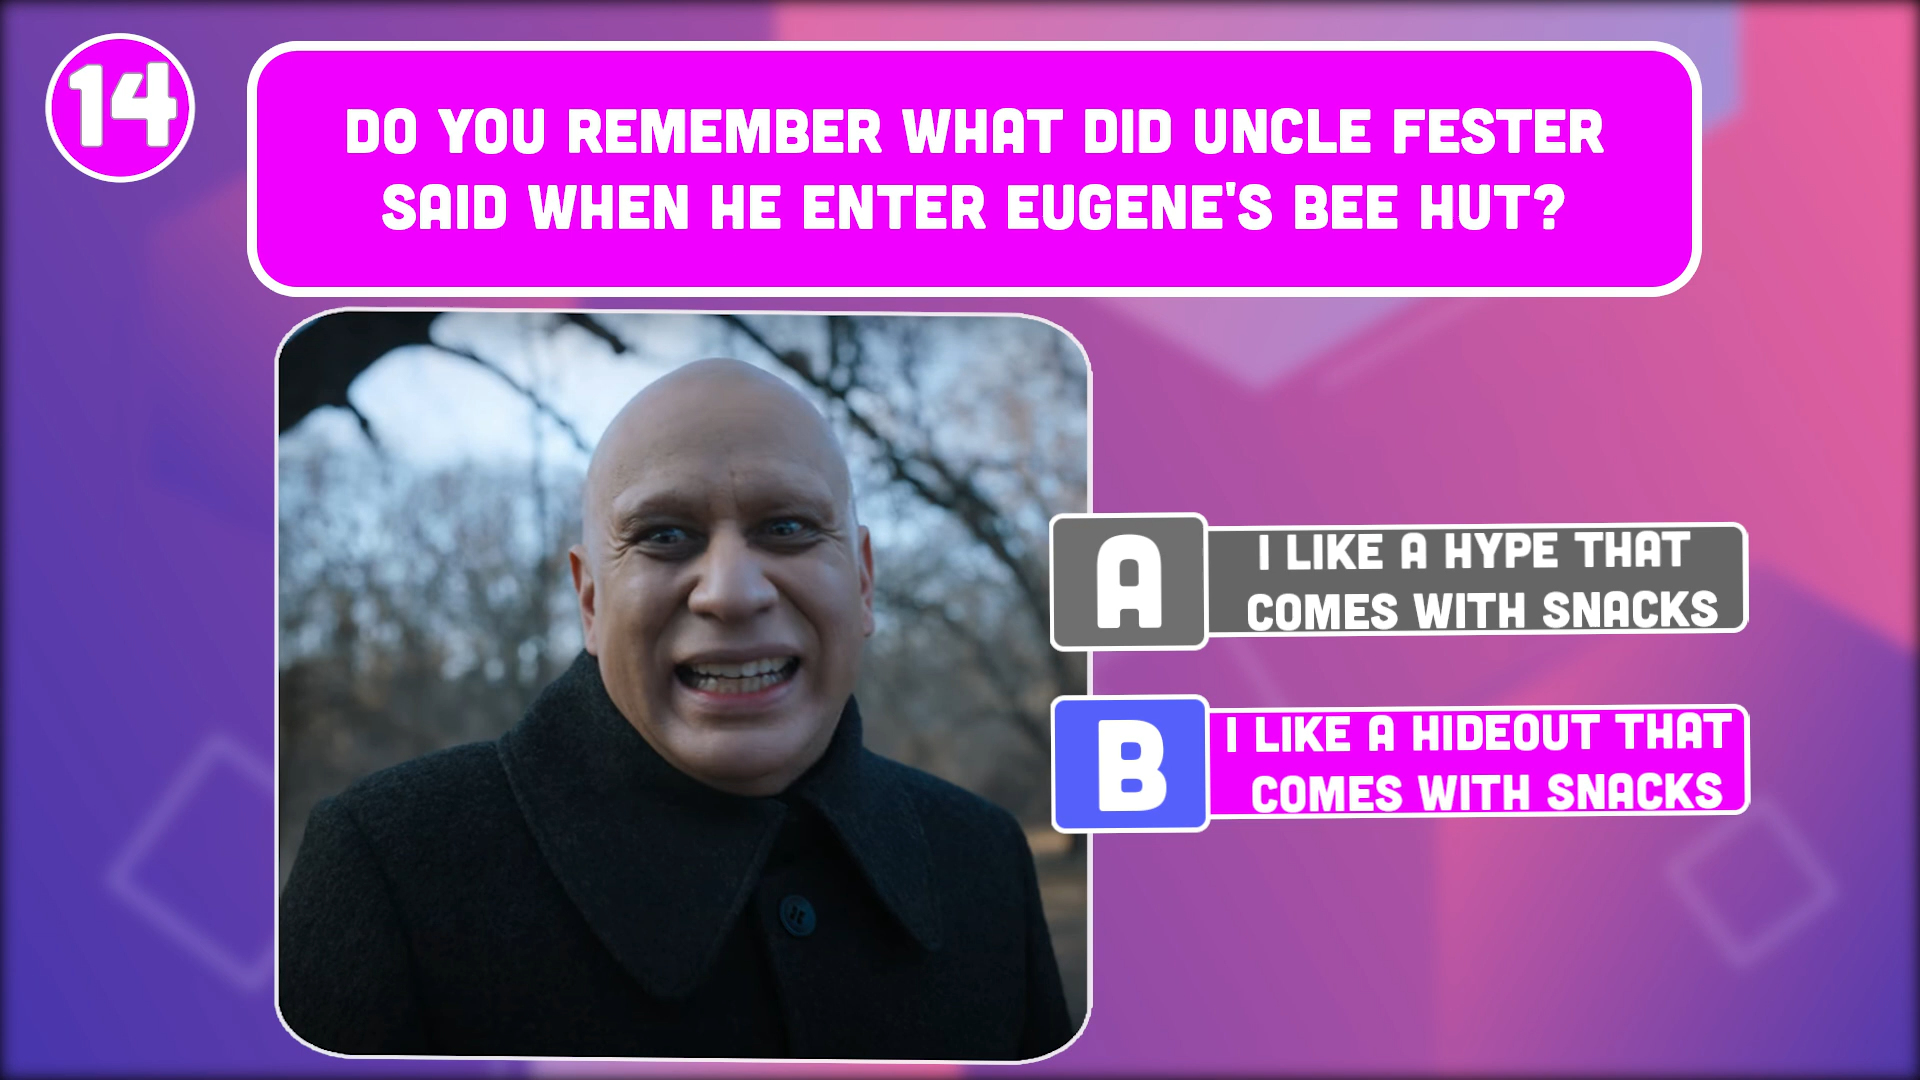 14
DO YOU REMEMBER WHAT DID UNCLE FESTER
SAID WHEN HE ENTER EUGENE'S BEE HUT?
A
I LIKE A HYPE THAT
COMES WITH SNACKS
B
I LIKE A HIDEOUT THAT
COMES WITH SNACKS